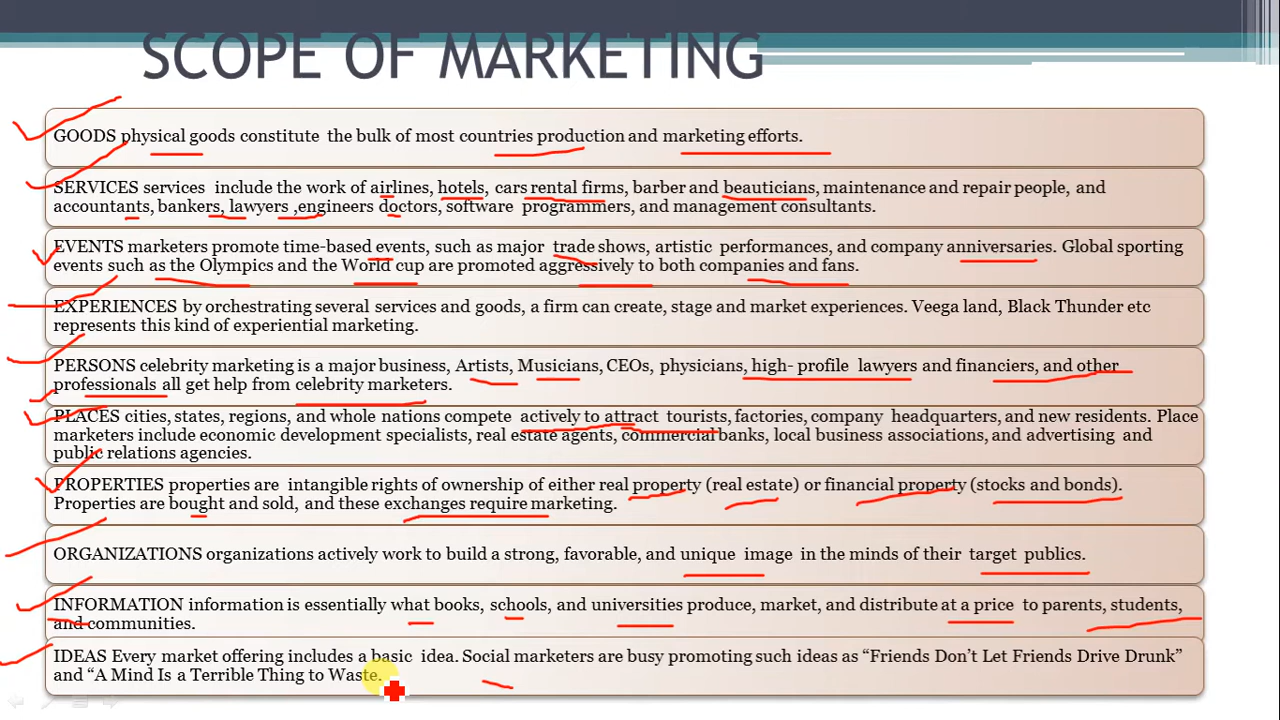 SCOPE OF MARKETING
GOODS physical goods constitute the bulk of most countries production and marketing efforts.
SERVICES services include the work of airlines, hotels, cars rental firms, barber and beauticians, maintenance and repair people, and
accountants, bankers, lawyers ,engineers doctors, software programmers, and management consultants.
EVENTS marketers promote time-based events, such as major trade shows, artistic performances, and company anniversaries. Global sporting
events such as the Olympics and the World cup are promoted aggressively to both companies and fans.
EXPERIENCES by orchestrating several services and goods, a firm can create, stage and market experiences. Veega land, Black Thunder etc
represents this kind of experiential marketing.
PERSONS celebrity marketing is a major business, Artists, Musicians, CEOs, physicians, high- profile lawyers and financiers, and other
professionals all get help from celebrity marketers.
PLACES cities, states, regions, and whole nations compete actively to attract tourists, factories, company headquarters, and new residents. Place
marketers include economic development specialists, real estate agents, commercial banks, local business associations, and advertising and
public relations agencies.
PROPERTIES properties are intangible rights of ownership of either real property (real estate) or financial property (stocks and bonds).
Properties are bought and sold, and these exchanges require marketing.
ORGANIZATIONS organizations actively work to build a strong, favorable, and unique image in the minds of their target publics.
INFORMATION information is essentially what books, schools, and universities produce, market, and distribute at a price to parents, students,
and communities.
IDEAS Every market offering includes a basic idea. Social marketers are busy promoting such ideas as “Friends Don’t Let Friends Drive Drunk”
and “A Mind Is a Terrible Thing to Waste.